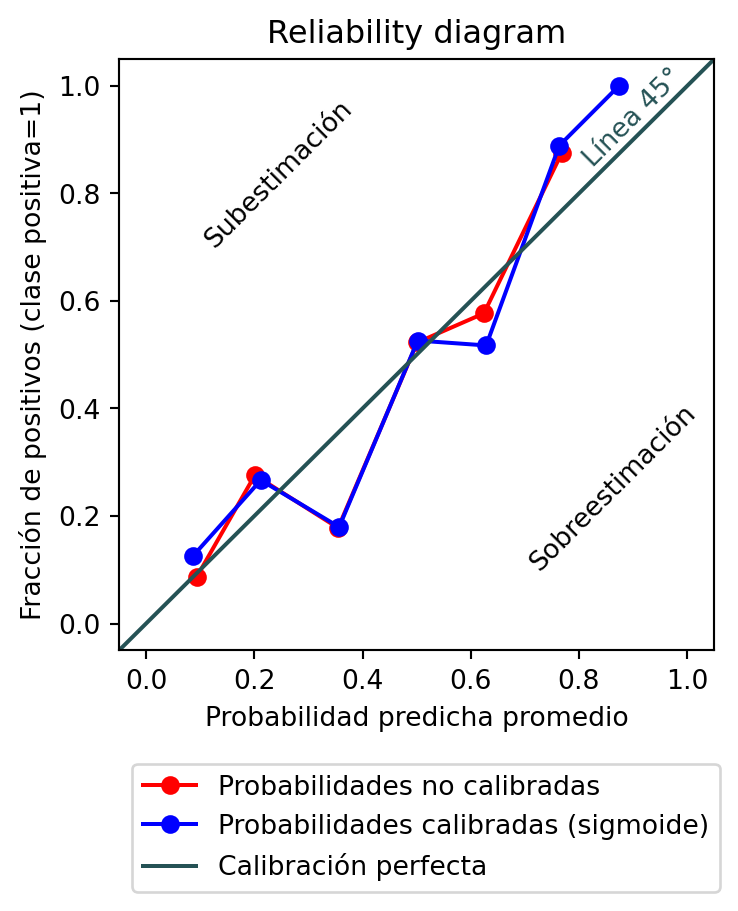 Reliability diagram
Fracción de positivos (clase positiva=1)
1.0
0.8
0.6
0.4
0.2
0.0
Subestimación
Línea 45°
Sobreestimación
0.0 0.2 0.4 0.6 0.8 1.0
Probabilidad predicha promedio
Probabilidades no calibradas
Probabilidades calibradas (sigmoide)
Calibración perfecta